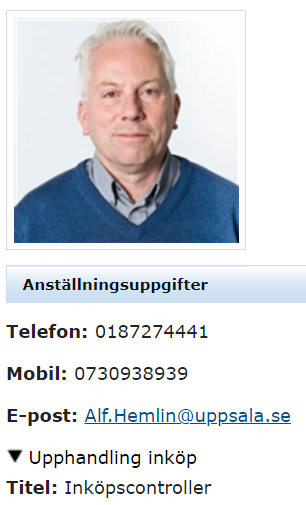 Anställningsuppgifter
Telefon: 0187274441
Mobil: 0730938939
E-post: Alf.Hemlin@uppsala.se
Upphandling inköp
Titel: Inköpscontroller